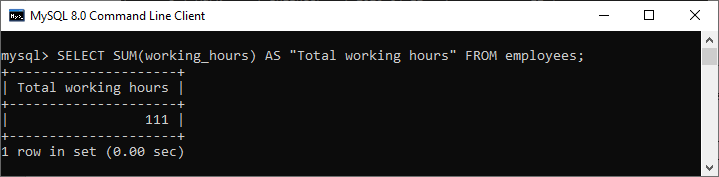 MySQL 8.0 Command Line Client
mysql> SELECT SUM(working_hours) AS "Total working hours" FROM employees;
+---------------------+
| Total working hours |
+---------------------+
|                 111 |
+---------------------+
1 row in set (0.00 sec)